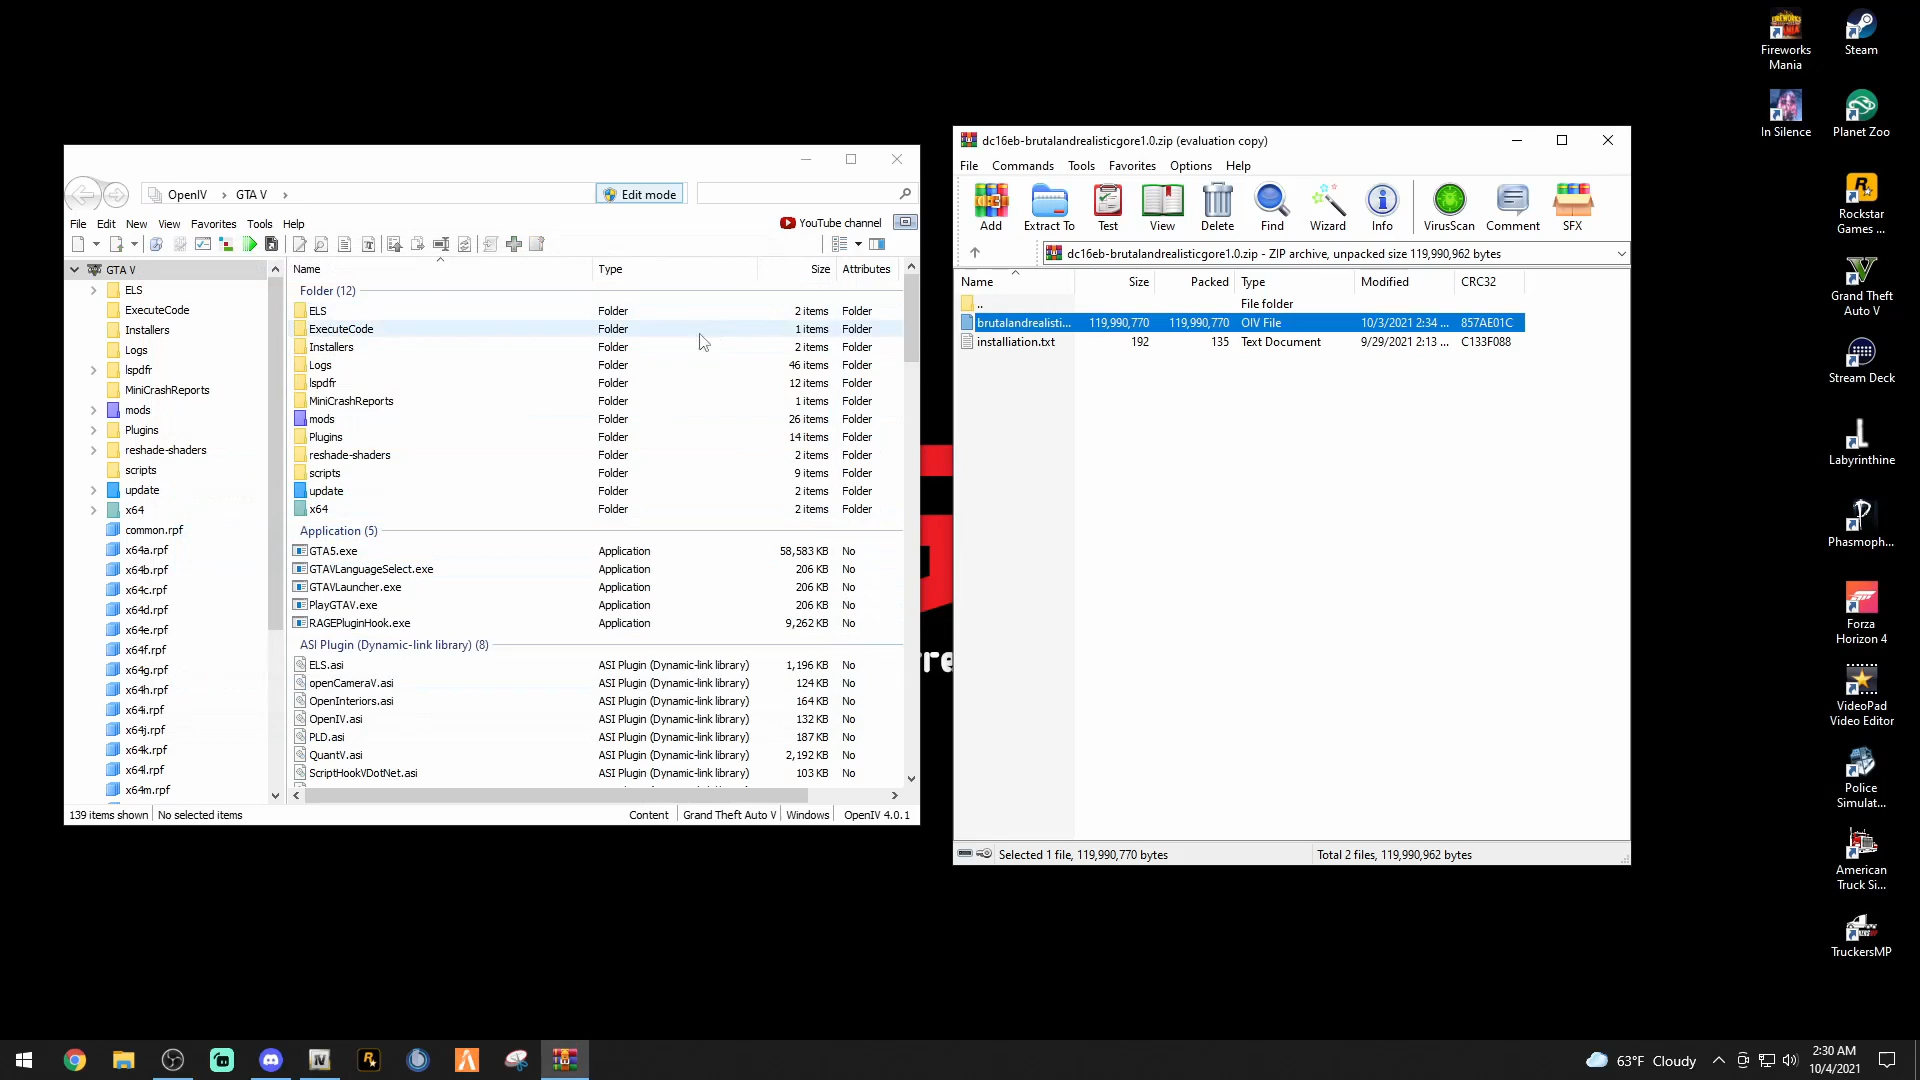 OpenIV › GTA V ›
Edit mode
File Edit New View Favorites Tools Help
YouTube channel
GTA V
ELS
ExecuteCode
Installers
Logs
lspdfr
MiniCrashReports
mods
Plugins
reshade-shaders
scripts
update
x64
common.rpf
x64a.rpf
x64b.rpf
x64c.rpf
x64d.rpf
x64e.rpf
x64f.rpf
x64g.rpf
x64h.rpf
x64i.rpf
x64j.rpf
x64k.rpf
x64l.rpf
x64m.rpf
Name Type Size Attributes
Folder (12)
ELS Folder 2 items Folder
ExecuteCode Folder 1 items Folder
Installers Folder 2 items Folder
Logs Folder 46 items Folder
lspdfr Folder 12 items Folder
MiniCrashReports Folder 1 items Folder
mods Folder 26 items Folder
Plugins Folder 14 items Folder
reshade-shaders Folder 2 items Folder
scripts Folder 9 items Folder
update Folder 2 items Folder
x64 Folder 2 items Folder
Application (5)
GTA5.exe Application 58,583 KB No
GTAVLanguageSelect.exe Application 206 KB No
GTAVLauncher.exe Application 206 KB No
PlayGTAV.exe Application 206 KB No
RAGEPluginHook.exe Application 9,262 KB No
ASI Plugin (Dynamic-link library) (8)
ELS.asi ASI Plugin (Dynamic-link library) 1,196 KB No
openCameraV.asi ASI Plugin (Dynamic-link library) 124 KB No
OpenInteriors.asi ASI Plugin (Dynamic-link library) 164 KB No
OpenIV.asi ASI Plugin (Dynamic-link library) 132 KB No
PLD.asi ASI Plugin (Dynamic-link library) 187 KB No
QuantV.asi ASI Plugin (Dynamic-link library) 2,192 KB No
ScriptHookVDotNet.asi ASI Plugin (Dynamic-link library) 103 KB No
139 items shown No selected items Content Grand Theft Auto V Windows OpenIV 4.0.1
dc16eb-brutalandrealisticgore1.0.zip (evaluation copy)
File Commands Tools Favorites Options Help
Add Extract To Test View Delete Find Wizard Info VirusScan Comment SFX
dc16eb-brutalandrealisticgore1.0.zip - ZIP archive, unpacked size 119,990,962 bytes
Name Size Packed Type Modified CRC32
.. File folder
brutalandrealisti... 119,990,770 119,990,770 OIV File 10/3/2021 2:34 ... 857AE01C
installiation.txt 192 135 Text Document 9/29/2021 2:13 ... C133F088
Selected 1 file, 119,990,770 bytes Total 2 files, 119,990,962 bytes
Fireworks Mania
Steam
In Silence
Planet Zoo
Rockstar Games ...
Grand Theft Auto V
Stream Deck
Labyrinthine
Phasmoph...
Forza Horizon 4
VideoPad Video Editor
Police Simulat...
American Truck Si...
TruckersMP
63°F Cloudy
2:30 AM
10/4/2021